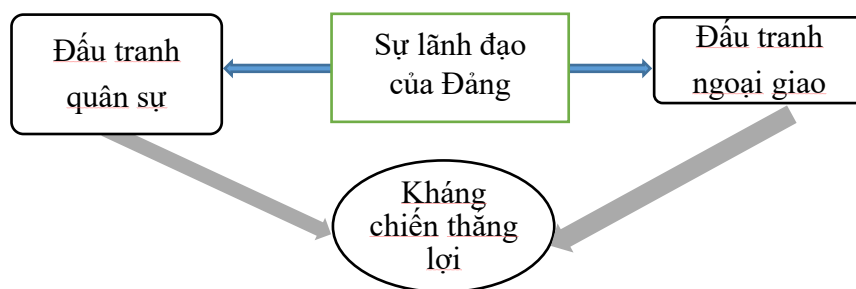 Đấu tranh
quân sự
Sự lãnh đạo
của Đảng
Đấu tranh
ngoại giao
Kháng
chiến thắng
lợi